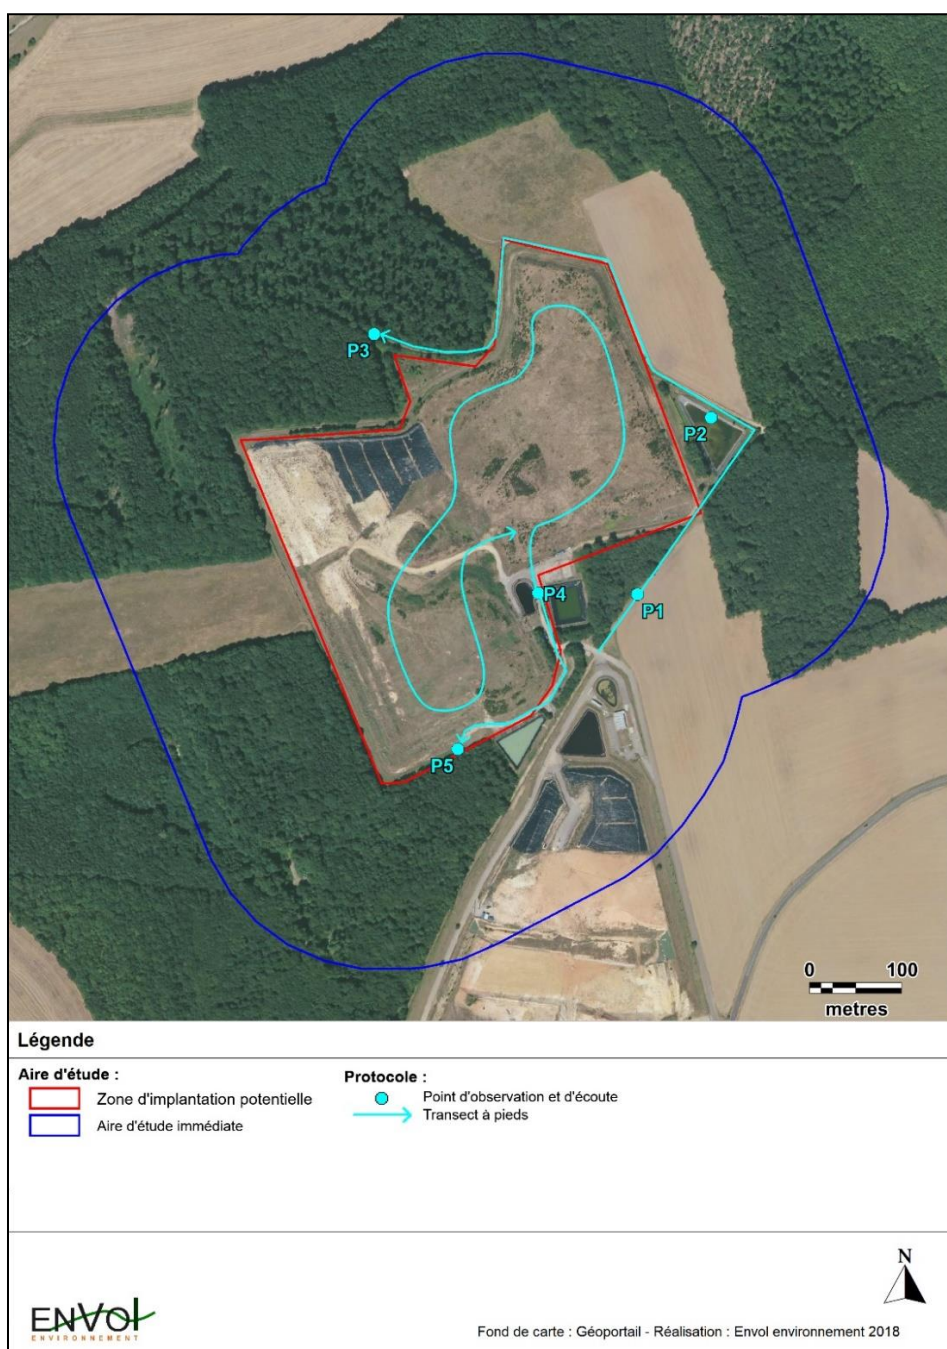 P3
P2
P4
P1
P5
0 100
metres
Légende
Aire d'étude :
Zone d'implantation potentielle
Aire d'étude immédiate
Protocole :
Point d'observation et d'écoute
Transect à pieds
N
ENVOl
ENVIRONNEMENT
Fond de carte : Géoportail - Réalisation : Envol environnement 2018